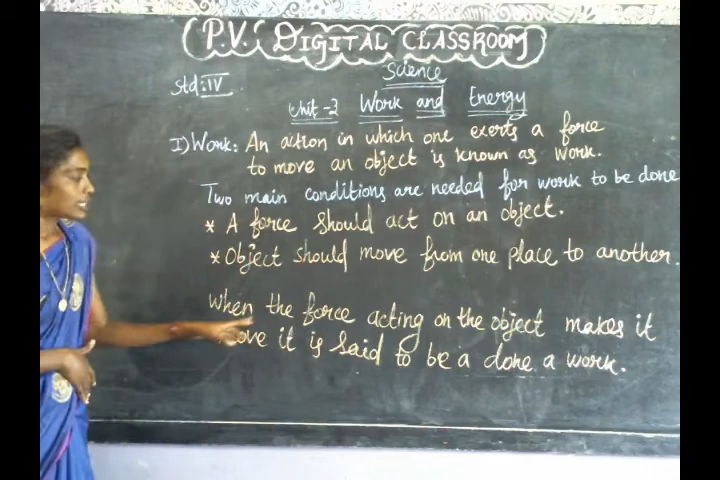 P.V. DIGITAL CLASSROOM
Science
Std: IV
Unit-2 Work and Energy
I) Work: An action in which one exerts a force
to move an object is known as work.
Two main conditions are needed for work to be done
* A force should act on an object.
* Object should move from one place to another.
When the force acting on the object makes it
it is said to be a done a work.